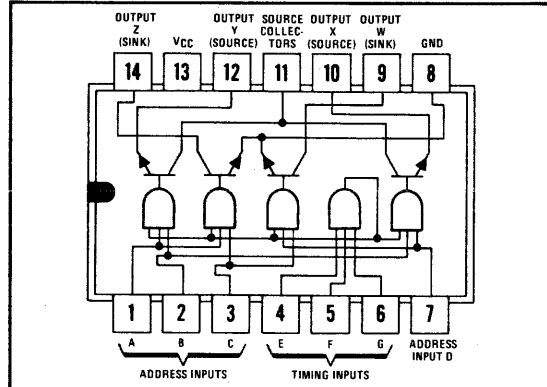 OUTPUT Z (SINK)
VCC
OUTPUT Y (SOURCE)
SOURCE COLLEC- TORS
OUTPUT X (SOURCE)
OUTPUT W (SINK)
GND
14 13 12 11 10 9 8
1 2 3 4 5 6 7
A B C E F G
ADDRESS INPUT D
ADDRESS INPUTS
TIMING INPUTS